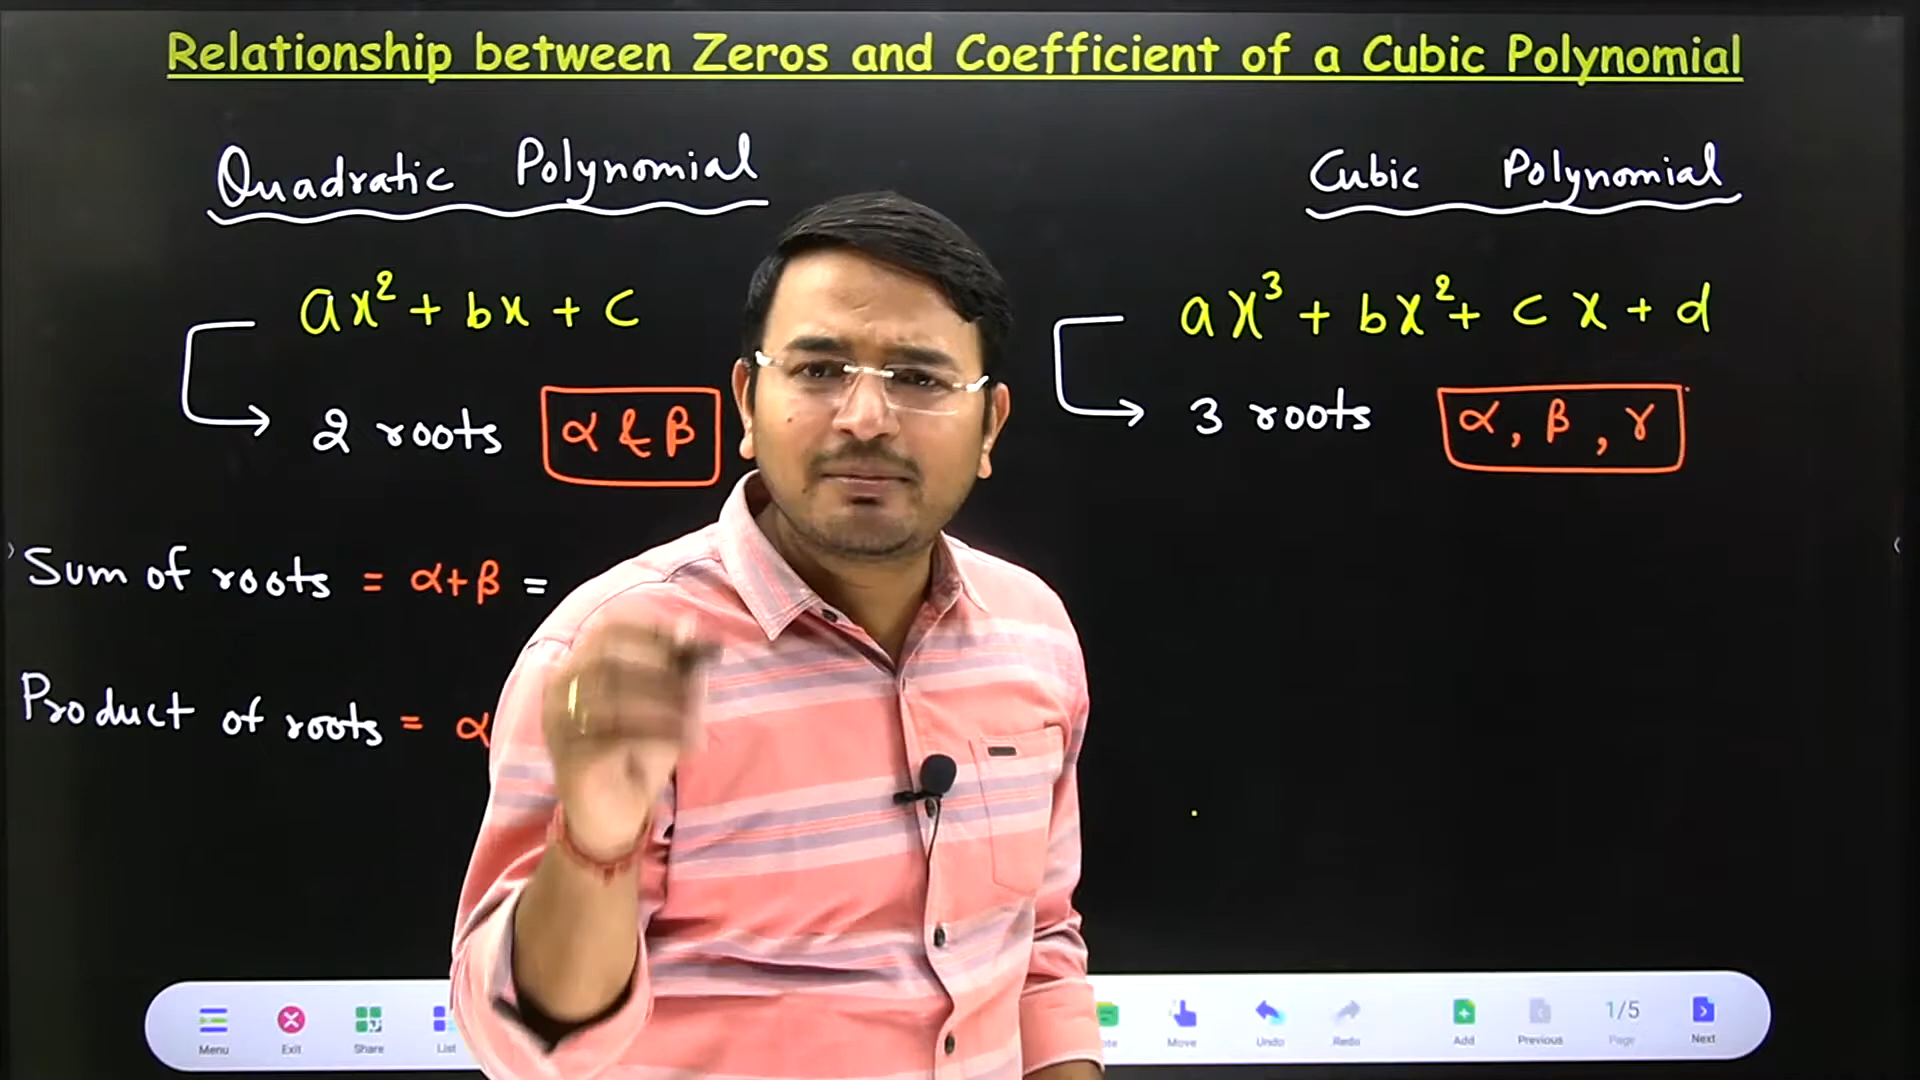 Relationship between Zeros and Coefficient of a Cubic Polynomial
Quadratic Polynomial
ax² + bx + c
2 roots α & β
Sum of roots = α+β =
Product of roots = α
Cubic Polynomial
ax³ + bx² + cx + d
3 roots α, β, γ
Menu Exit Share List Move Undo Redo Add Previous 1/5 Page Next